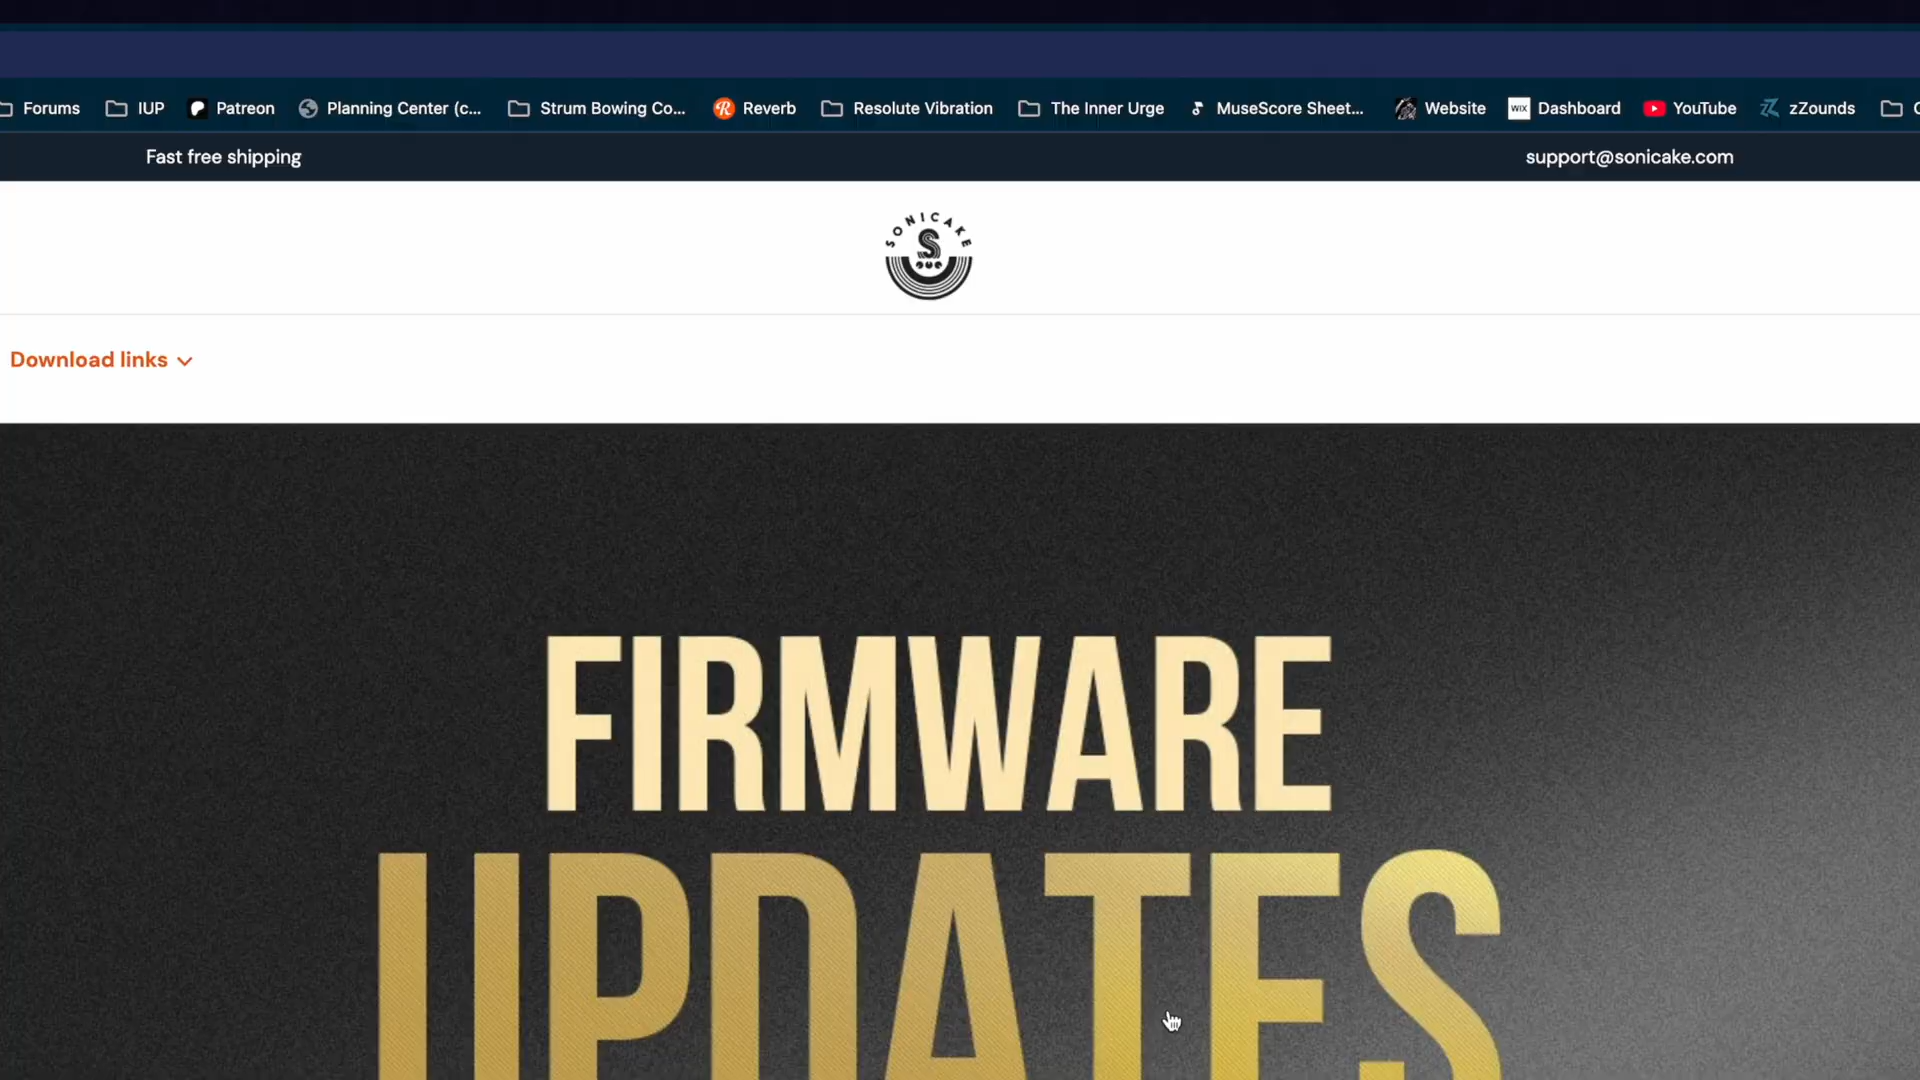 Forums IUP Patreon Planning Center (c... Strum Bowing Co... Reverb Resolute Vibration The Inner Urge MuseScore Sheet... WIX Dashboard Website YouTube zZounds
Fast free shipping support@sonicake.com
SONICAKE
S
Download links
FIRMWARE
UPDATES